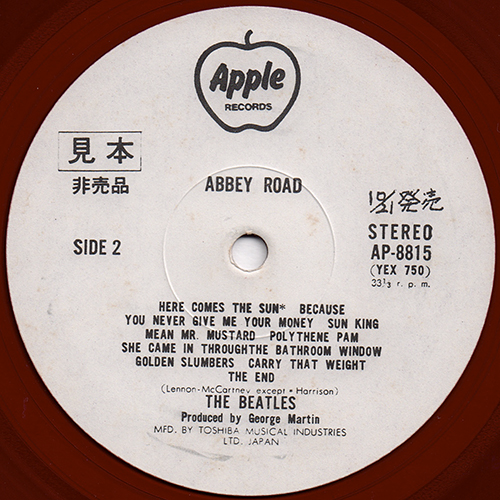 Apple
RECORDS
見本
非売品
ABBEY ROAD
10/21発売
SIDE 2
STEREO
AP-8815
(YEX 750)
33⅓ r. p. m.
HERE COMES THE SUN* BECAUSE
YOU NEVER GIVE ME YOUR MONEY SUN KING
MEAN MR. MUSTARD POLYTHENE PAM
SHE CAME IN THROUGHTHE BATHROOM WINDOW
GOLDEN SLUMBERS CARRY THAT WEIGHT
THE END
(Lennon-McCartney except * Harrison)
THE BEATLES
Produced by George Martin
MFD. BY TOSHIBA MUSICAL INDUSTRIES
LTD. JAPAN